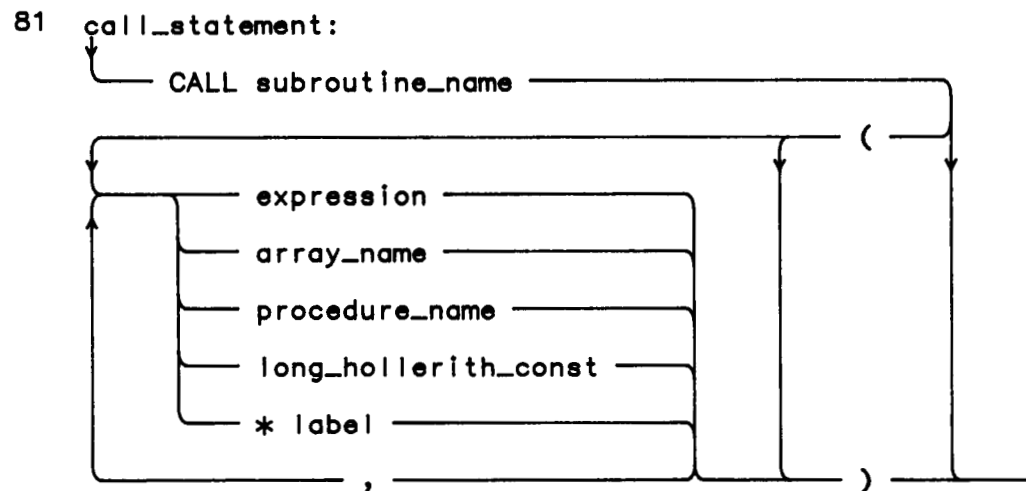 81 call_statement:
CALL subroutine_name
(
expression
array_name
procedure_name
long_hollerith_const
* label
, )